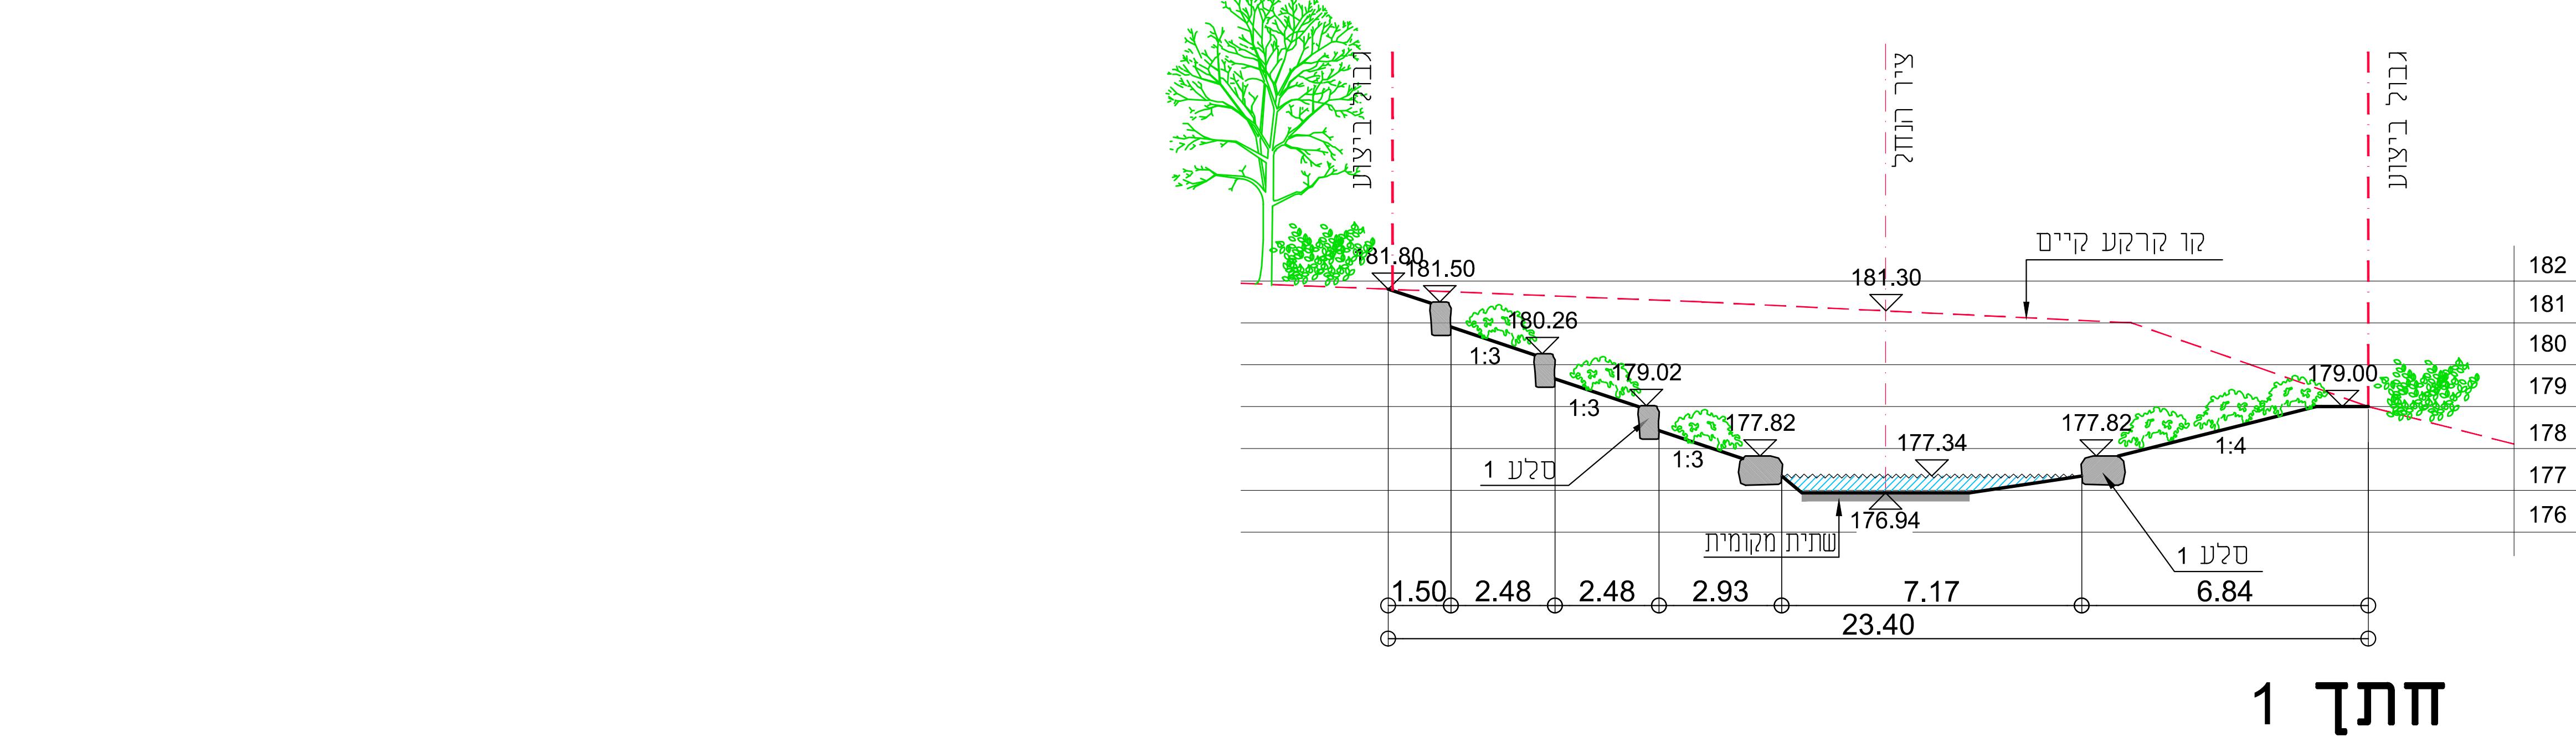 גבול ביצוע
ציר הנחל
גבול ביצוע
קו קרקע קיים
181.80
181.50
181.30
180.26
179.02
179.00
177.82
177.34
177.82
176.94
1:3
1:3
1:3
1:4
182
181
180
179
178
177
176
סלע 1
שתית מקומית
סלע 1
1.50 2.48 2.48 2.93 7.17 6.84
23.40
חתך 1